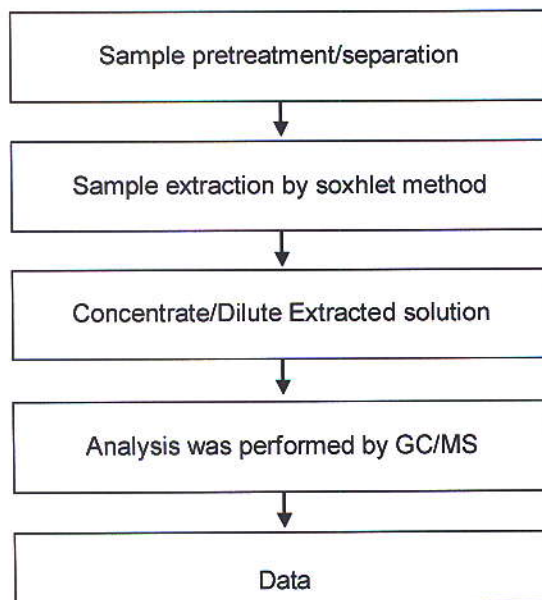 Sample pretreatment/separation
Sample extraction by soxhlet method
Concentrate/Dilute Extracted solution
Analysis was performed by GC/MS
Data